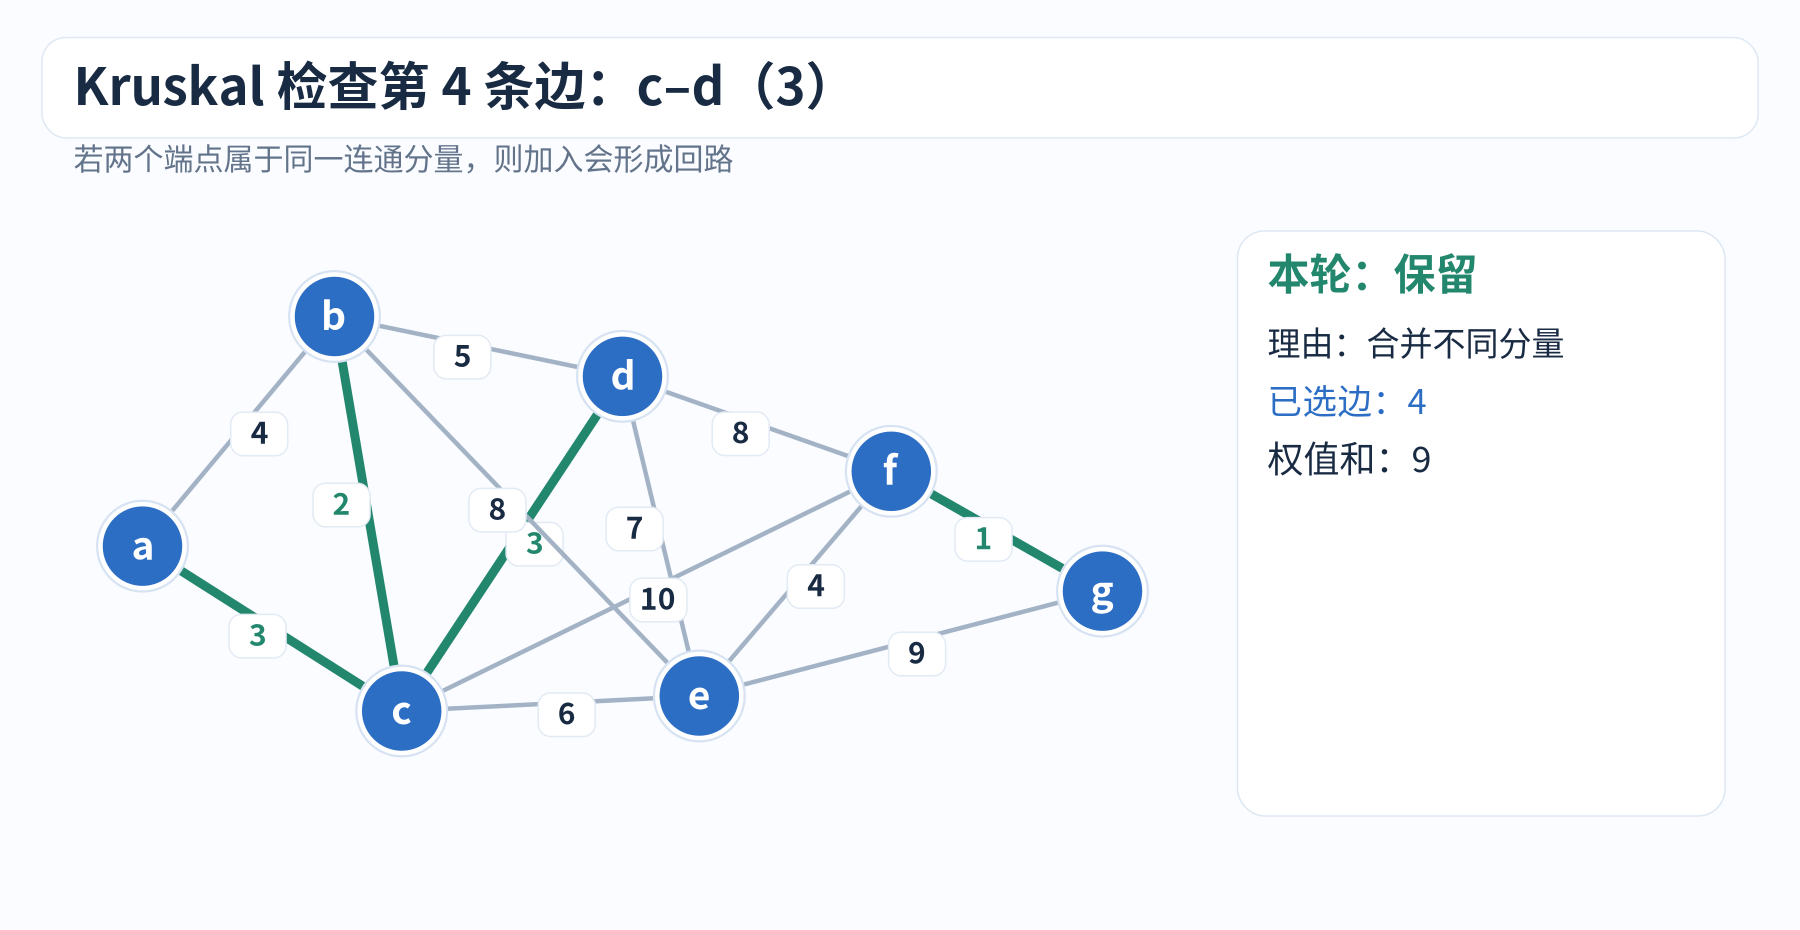 Kruskal 检查第 4 条边：c–d（3）
若两个端点属于同一连通分量，则加入会形成回路
本轮：保留
理由：合并不同分量
已选边：4
权值和：9
b
5
d
4
8
f
2
8
7
3
1
a
10
4
g
3
9
c
6
e